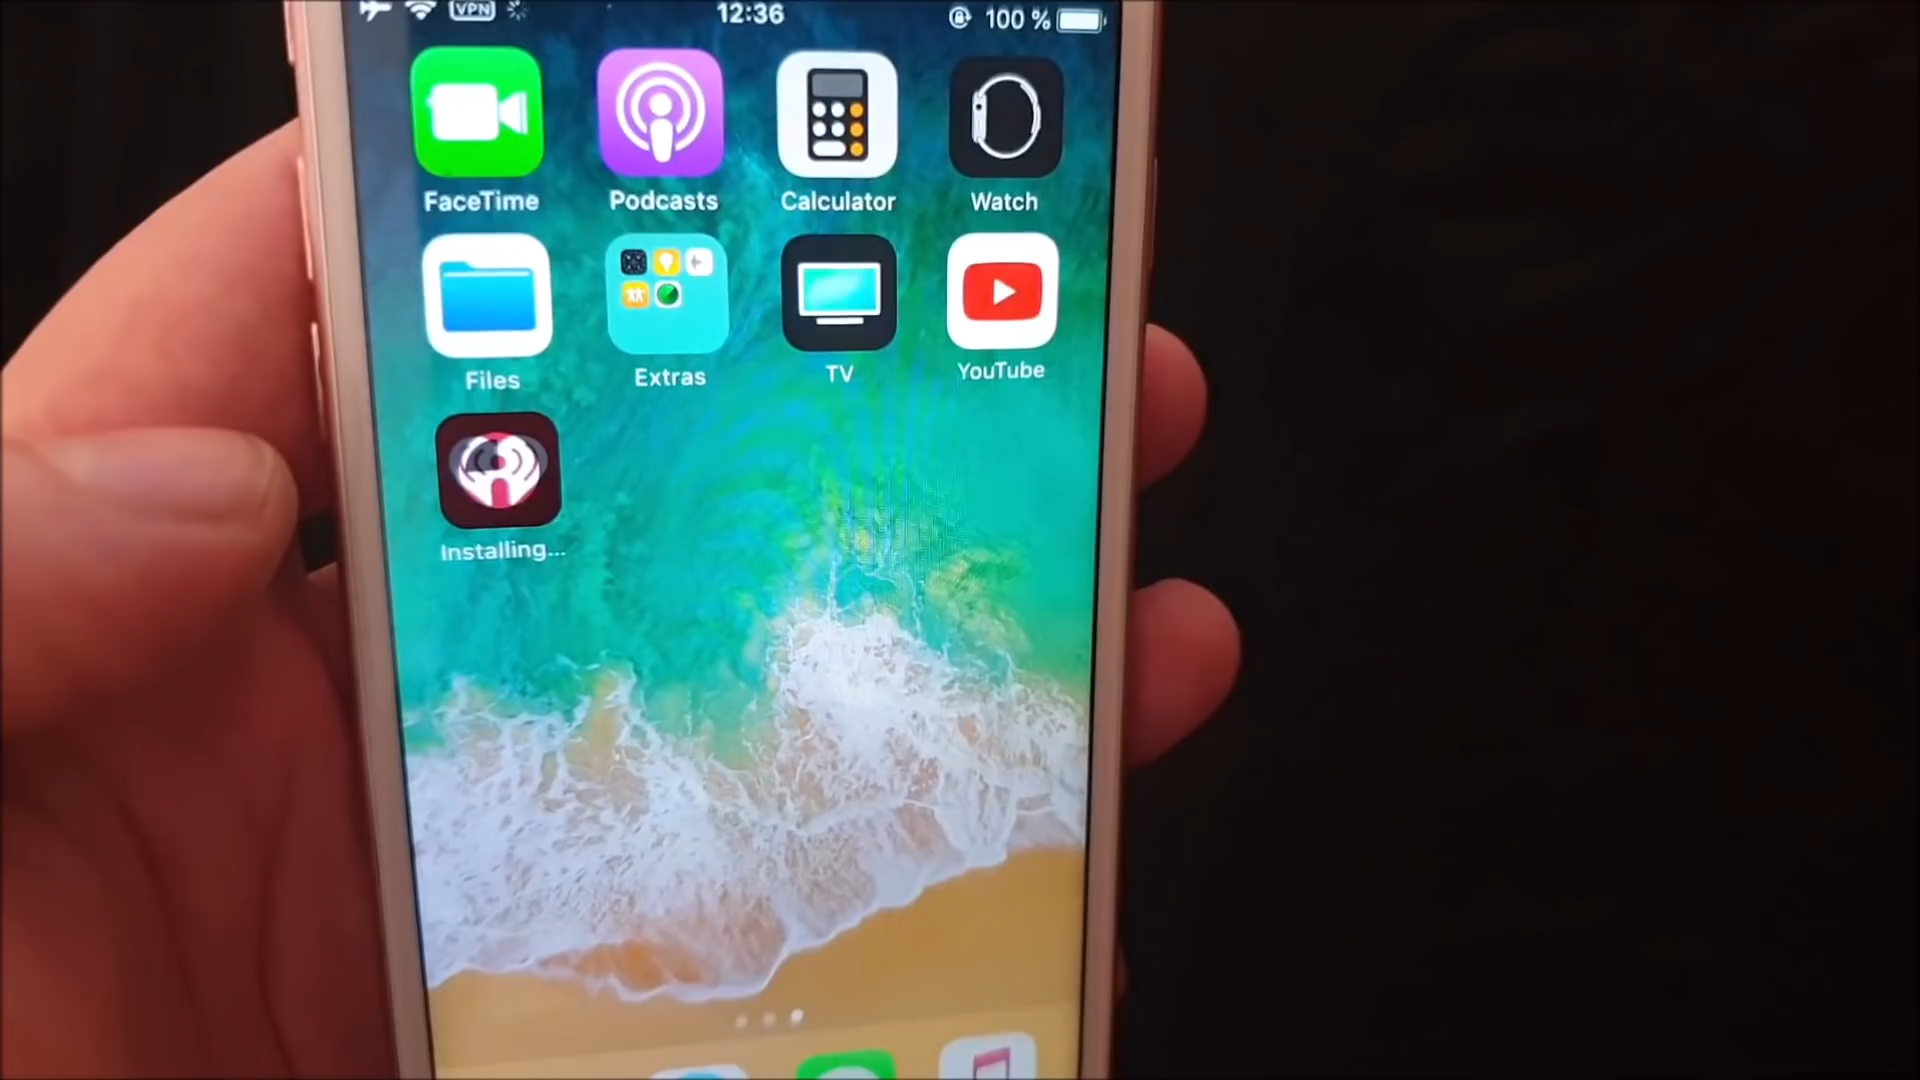 VPN 12:36 100 %
FaceTime Podcasts Calculator Watch
Files Extras TV YouTube
Installing...